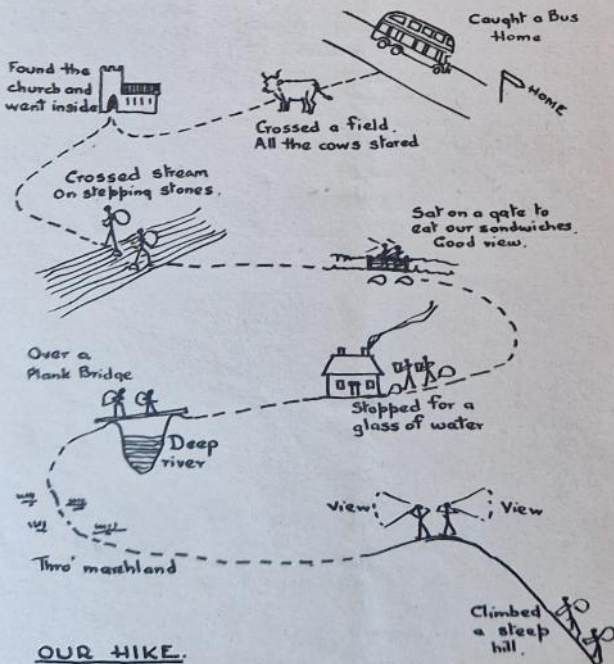 Caught a Bus
Home
HOME
Found the
church and
went inside
Crossed a field.
All the cows stared
Crossed stream
On stepping stones.
Sat on a gate to
eat our sandwiches.
Good view.
Over a
Plank Bridge
Stopped for a
glass of water
Deep
river
View
View
Thro' marshland
Climbed
a steep
hill.
OUR HIKE.